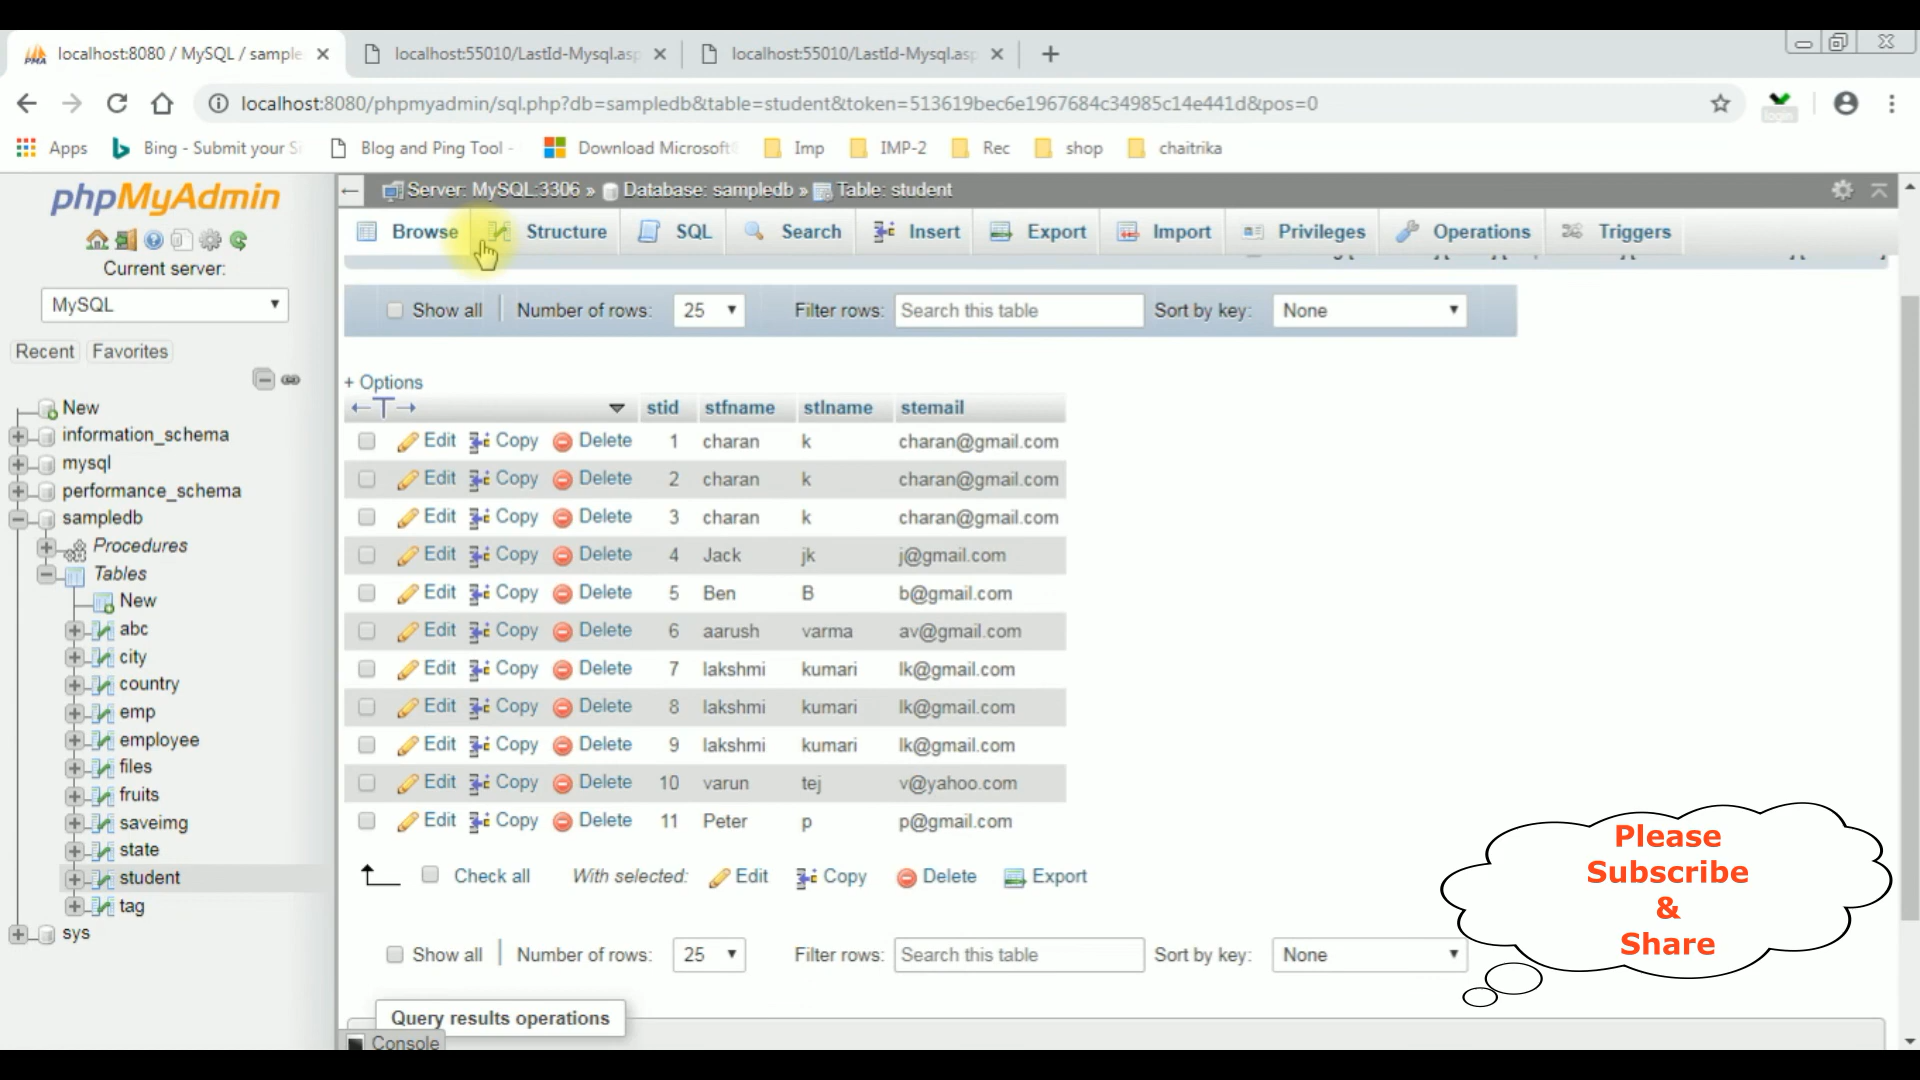 localhost:8080 / MySQL / sample
localhost:55010/LastId-Mysql.asp
localhost:55010/LastId-Mysql.asp
localhost:8080/phpmyadmin/sql.php?db=sampledb&table=student&token=513619bec6e1967684c34985c14e441d&pos=0
login
Apps Bing - Submit your Si Blog and Ping Tool - Download Microsoft Imp IMP-2 Rec shop chaitrika
phpMyAdmin
Current server:
MySQL
Recent Favorites
New
information_schema
mysql
performance_schema
sampledb
Procedures
Tables
New
abc
city
country
emp
employee
files
fruits
saveimg
state
student
tag
sys
Server: MySQL:3306 » Database: sampledb » Table: student
Browse Structure SQL Search Insert Export Import Privileges Operations Triggers
Show all Number of rows: 25 Filter rows: Search this table Sort by key: None
+ Options
stid stfname stlname stemail
Edit Copy Delete 1 charan k charan@gmail.com
Edit Copy Delete 2 charan k charan@gmail.com
Edit Copy Delete 3 charan k charan@gmail.com
Edit Copy Delete 4 Jack jk j@gmail.com
Edit Copy Delete 5 Ben B b@gmail.com
Edit Copy Delete 6 aarush varma av@gmail.com
Edit Copy Delete 7 lakshmi kumari lk@gmail.com
Edit Copy Delete 8 lakshmi kumari lk@gmail.com
Edit Copy Delete 9 lakshmi kumari lk@gmail.com
Edit Copy Delete 10 varun tej v@yahoo.com
Edit Copy Delete 11 Peter p p@gmail.com
Check all With selected: Edit Copy Delete Export
Show all Number of rows: 25 Filter rows: Search this table Sort by key: None
Query results operations
Console
Please
Subscribe
&
Share